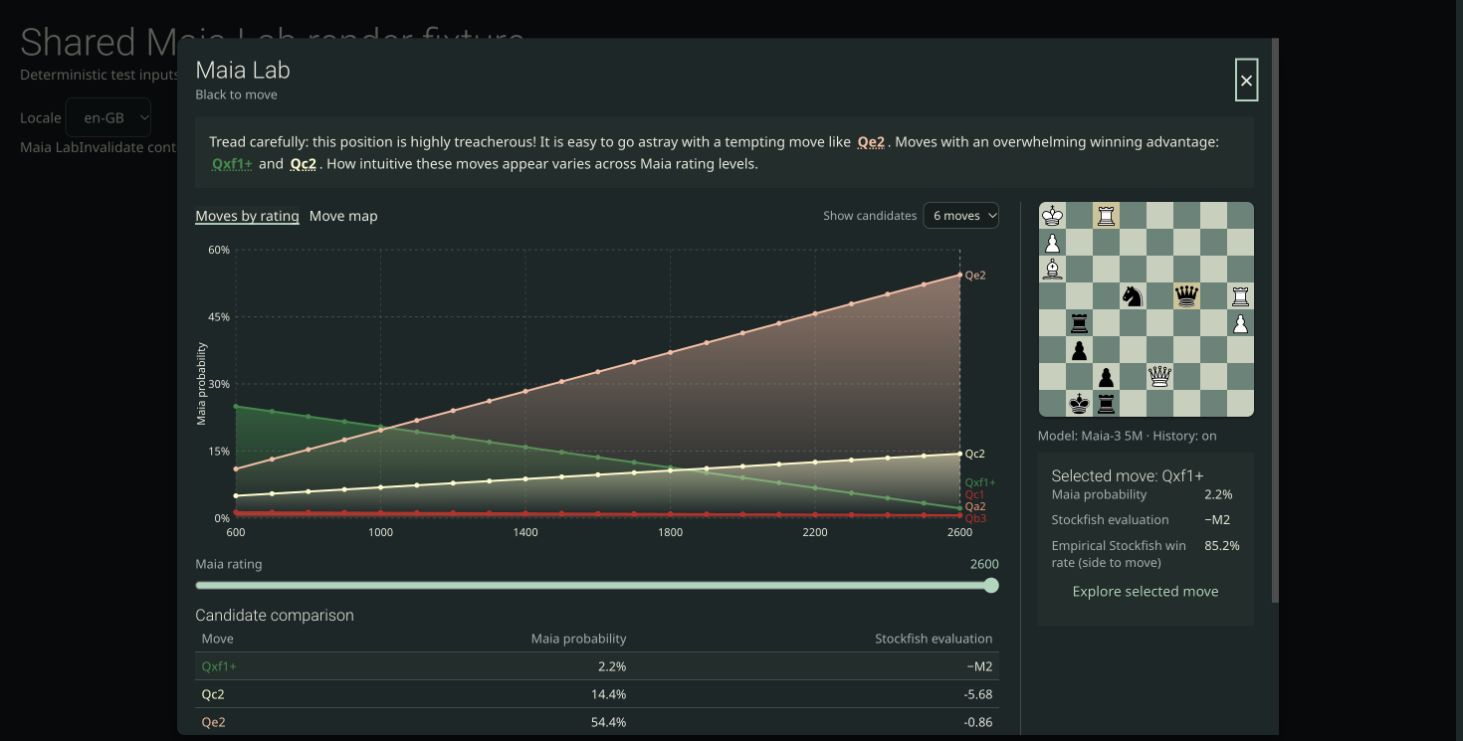 Shared Maia Lab render fixture
Deterministic test inputs
Locale en-GB
Maia LabInvalidate cont
Maia Lab
Black to move
×
Tread carefully: this position is highly treacherous! It is easy to go astray with a tempting move like Qe2. Moves with an overwhelming winning advantage:
Qxf1+ and Qc2. How intuitive these moves appear varies across Maia rating levels.
Moves by rating Move map
Show candidates 6 moves
Maia probability
60%
45%
30%
15%
0%
600 1000 1400 1800 2200 2600
Qe2
Qc2
Qxf1+
Qc1
Qa2
Qb3
Maia rating 2600
Candidate comparison
Move Maia probability Stockfish evaluation
Qxf1+ 2.2% −M2
Qc2 14.4% -5.68
Qe2 54.4% -0.86
Model: Maia-3 5M · History: on
Selected move: Qxf1+
Maia probability 2.2%
Stockfish evaluation −M2
Empirical Stockfish win 85.2%
rate (side to move)
Explore selected move